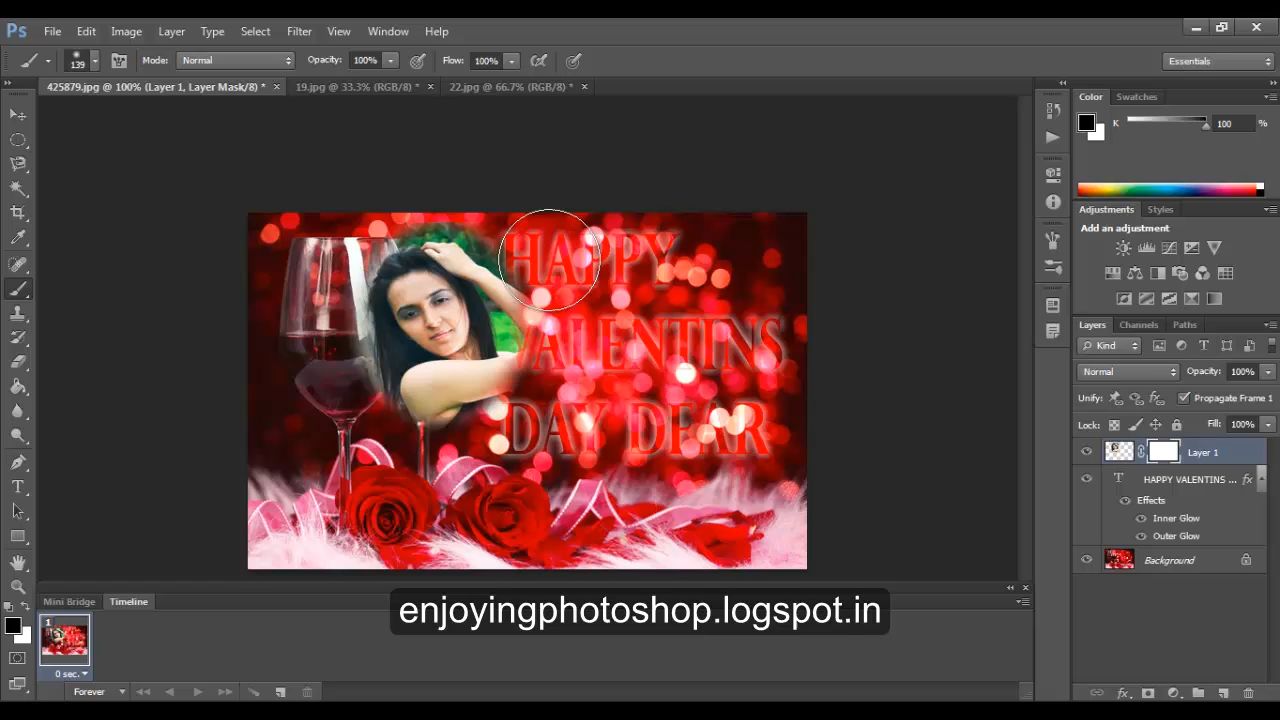 Ps File Edit Image Layer Type Select Filter View Window Help
139 Mode: Normal Opacity: 100% Flow: 100% Essentials
425879.jpg @ 100% (Layer 1, Layer Mask/8) * × 19.jpg @ 33.3% (RGB/8) * × 22.jpg @ 66.7% (RGB/8) * ×
Color Swatches
K 100 %
Adjustments Styles
Add an adjustment
HAPPY
VALENTINS
DAY DEAR
Layers Channels Paths
Kind
Normal Opacity: 100%
Unify: Propagate Frame 1
Lock: Fill: 100%
Layer 1
T HAPPY VALENTINS ... fx
Effects
Inner Glow
Outer Glow
Background
Mini Bridge Timeline
1
0 sec.
Forever
enjoyingphotoshop.logspot.in